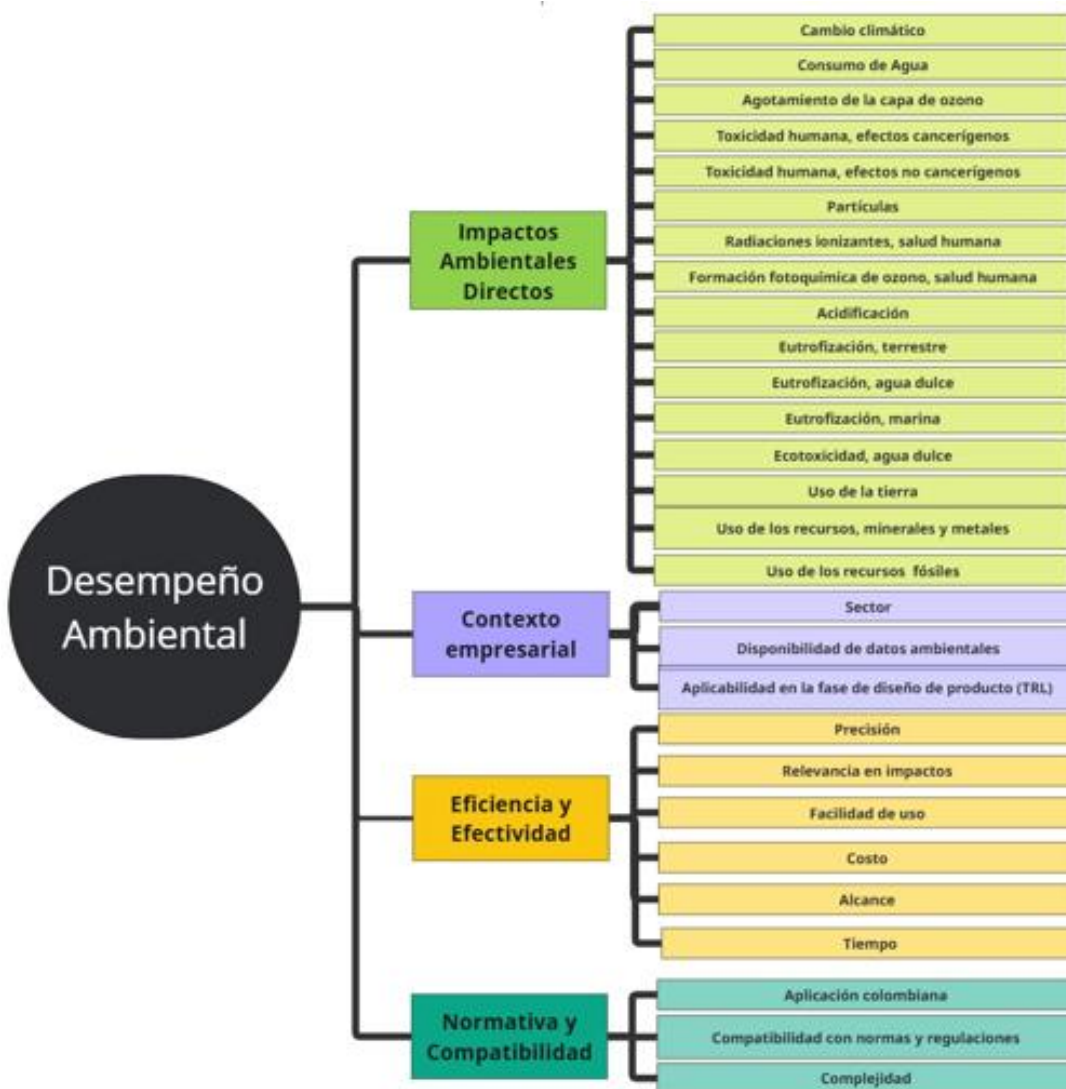 Desempeño
Ambiental
Impactos
Ambientales
Directos
Cambio climático
Consumo de Agua
Agotamiento de la capa de ozono
Toxicidad humana, efectos cancerígenos
Toxicidad humana, efectos no cancerígenos
Partículas
Radiaciones ionizantes, salud humana
Formación fotoquímica de ozono, salud humana
Acidificación
Eutrofización, terrestre
Eutrofización, agua dulce
Eutrofización, marina
Ecotoxicidad, agua dulce
Uso de la tierra
Uso de los recursos, minerales y metales
Uso de los recursos fósiles
Contexto
empresarial
Sector
Disponibilidad de datos ambientales
Aplicabilidad en la fase de diseño de producto (TRL)
Eficiencia y
Efectividad
Precisión
Relevancia en impactos
Facilidad de uso
Costo
Alcance
Tiempo
Normativa y
Compatibilidad
Aplicación colombiana
Compatibilidad con normas y regulaciones
Complejidad